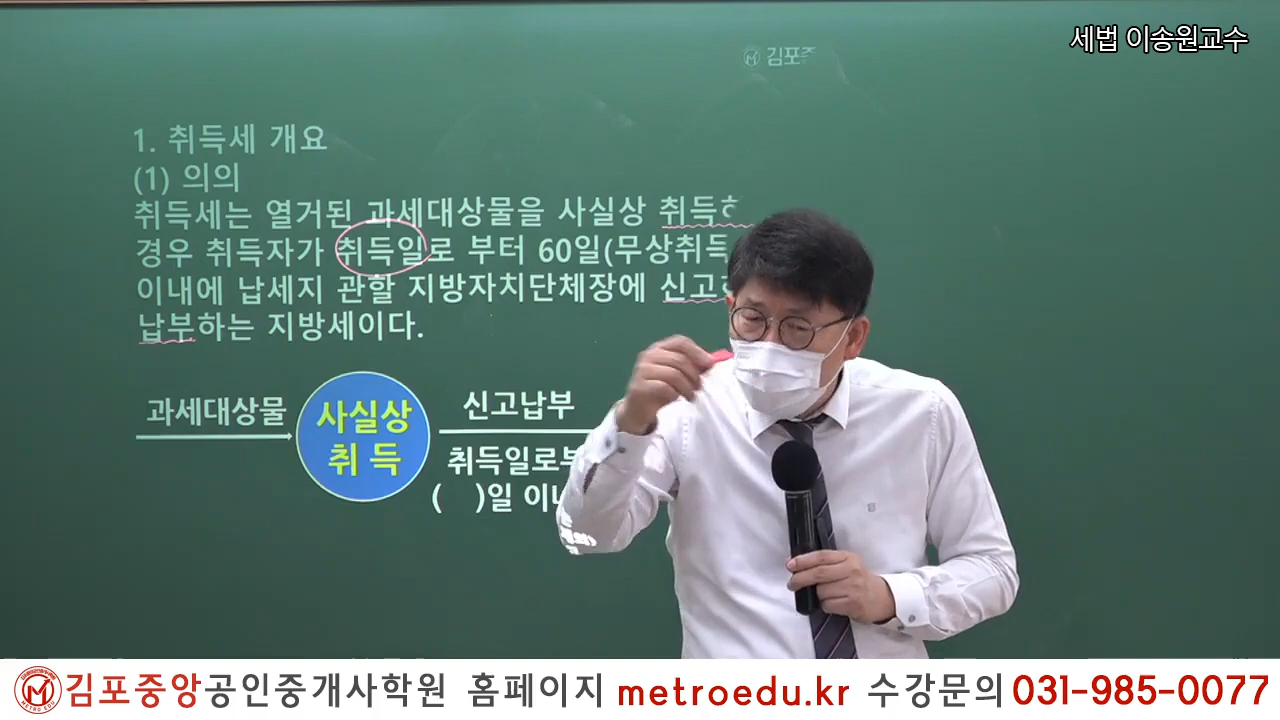 세법 이송원교수
김포중
1. 취득세 개요
(1) 의의
취득세는 열거된 과세대상물을 사실상 취득하
경우 취득자가 취득일로 부터 60일(무상취득
이내에 납세지 관할 지방자치단체장에 신고
납부하는 지방세이다.
과세대상물
사실상
취 득
신고납부
취득일로부
( )일 이내
김포중앙공인중개사학원 홈페이지 metroedu.kr 수강문의 031-985-0077